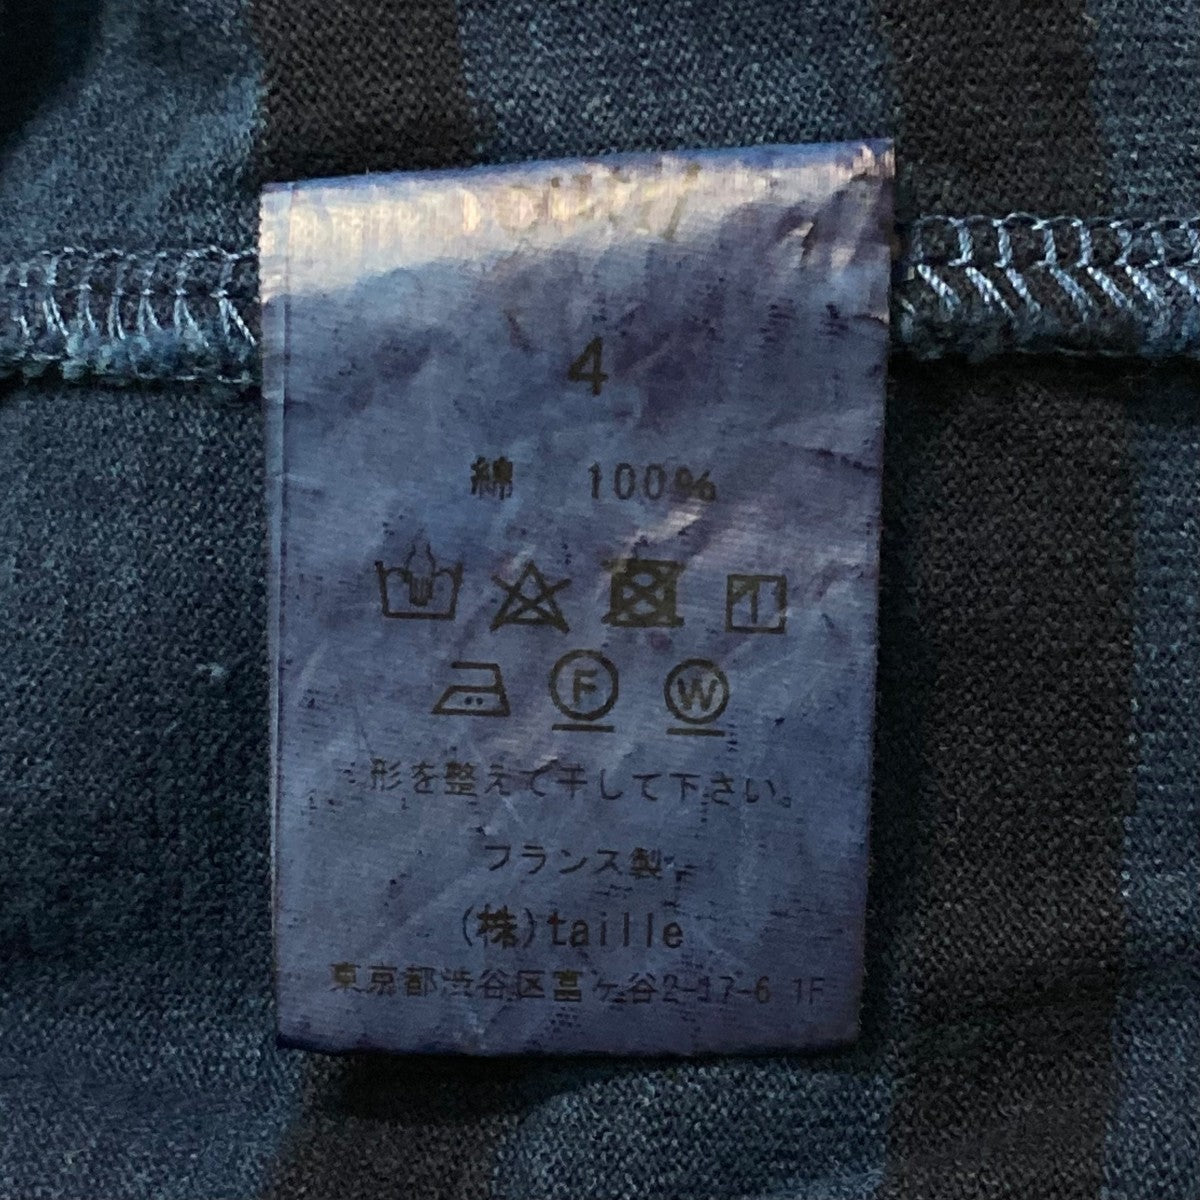 4
綿 100%
F W
形を整えて干して下さい。
フランス製
(株)taille
東京都渋谷区富ヶ谷2-17-6 1F